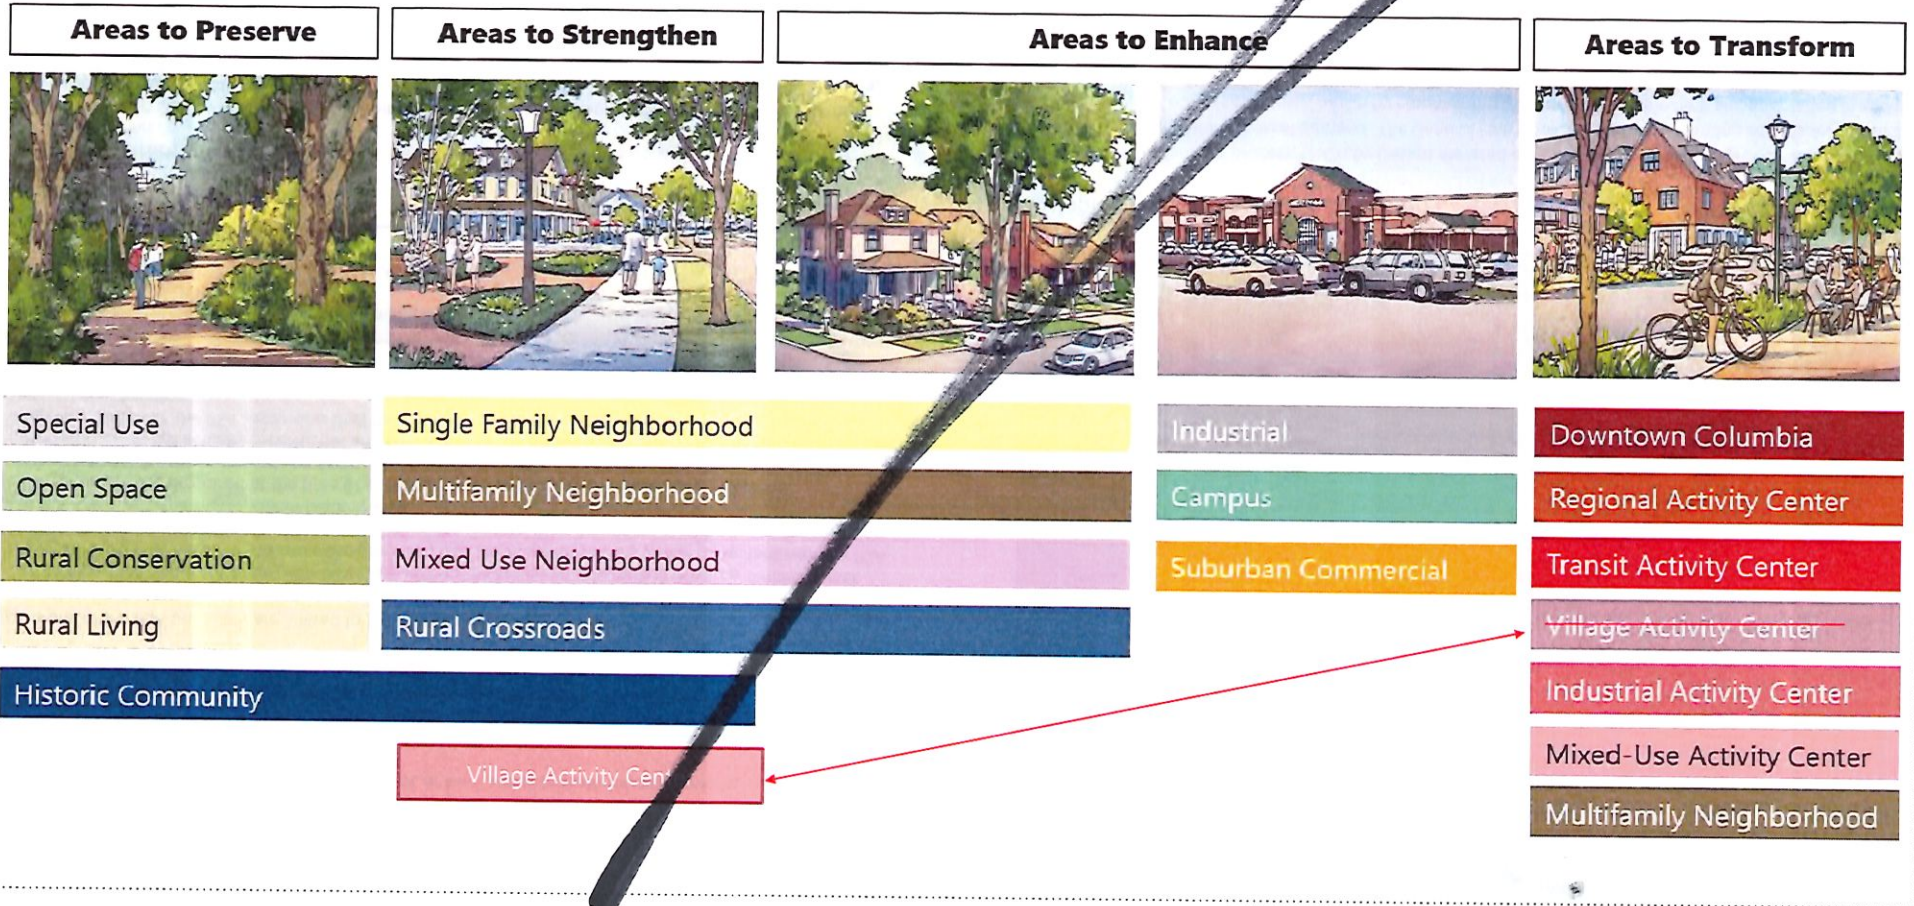 Areas to Preserve
Areas to Strengthen
Areas to Enhance
Areas to Transform
Special Use
Open Space
Rural Conservation
Rural Living
Historic Community
Single Family Neighborhood
Multifamily Neighborhood
Mixed Use Neighborhood
Rural Crossroads
Village Activity
Industrial
Campus
Suburban Commercial
Downtown Columbia
Regional Activity Center
Transit Activity Center
Village Activity Center
Industrial Activity Center
Mixed-Use Activity Center
Multifamily Neighborhood